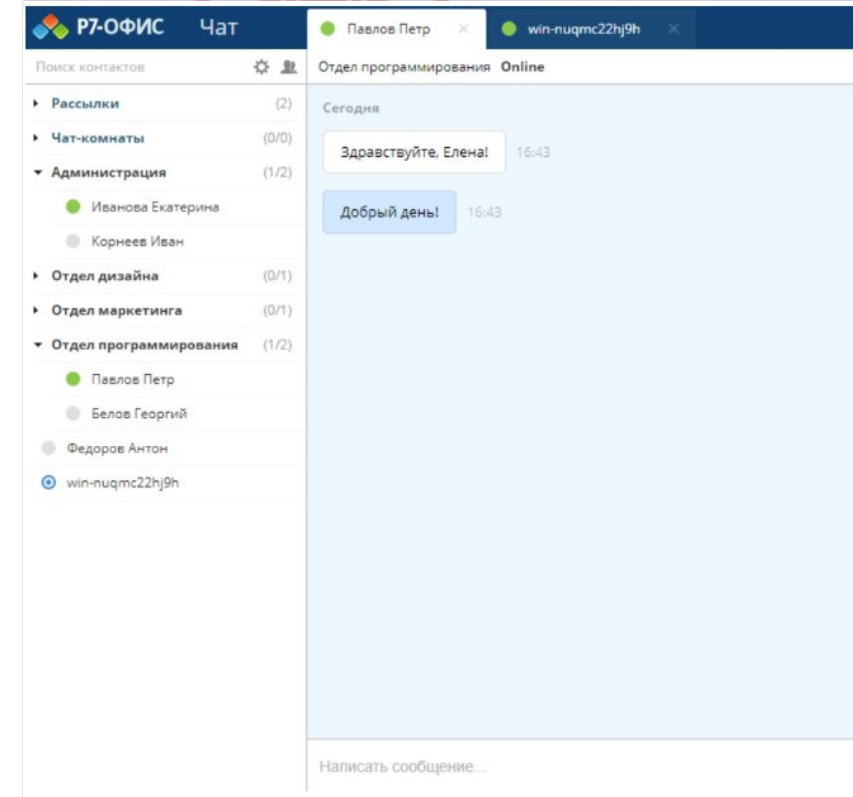 Р7-ОФИС Чат
Павлов Петр
win-nuqmc22hj9h
Поиск контактов
Отдел программирования Online
Рассылки (2)
Чат-комнаты (0/0)
Администрация (1/2)
Иванова Екатерина
Корнеев Иван
Отдел дизайна (0/1)
Отдел маркетинга (0/1)
Отдел программирования (1/2)
Павлов Петр
Белов Георгий
Федоров Антон
win-nuqmc22hj9h
Сегодня
Здравствуйте, Елена! 16:43
Добрый день! 16:43
Написать сообщение...